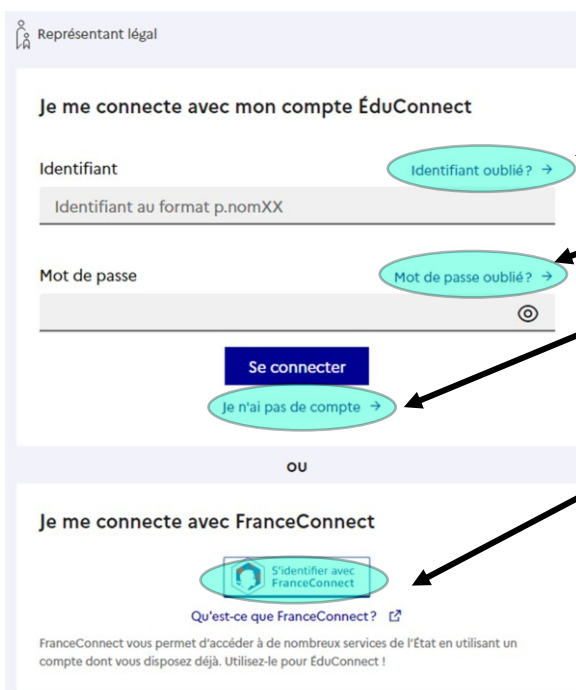 Représentant légal
Je me connecte avec mon compte ÉduConnect
Identifiant
Identifiant oublié? →
Identifiant au format p.nomXX
Mot de passe
Mot de passe oublié? →
Se connecter
Je n'ai pas de compte →
OU
Je me connecte avec FranceConnect
S'identifier avec
FranceConnect
Qu'est-ce que FranceConnect?
FranceConnect vous permet d'accéder à de nombreux services de l'État en utilisant un
compte dont vous disposez déjà. Utilisez-le pour ÉduConnect !